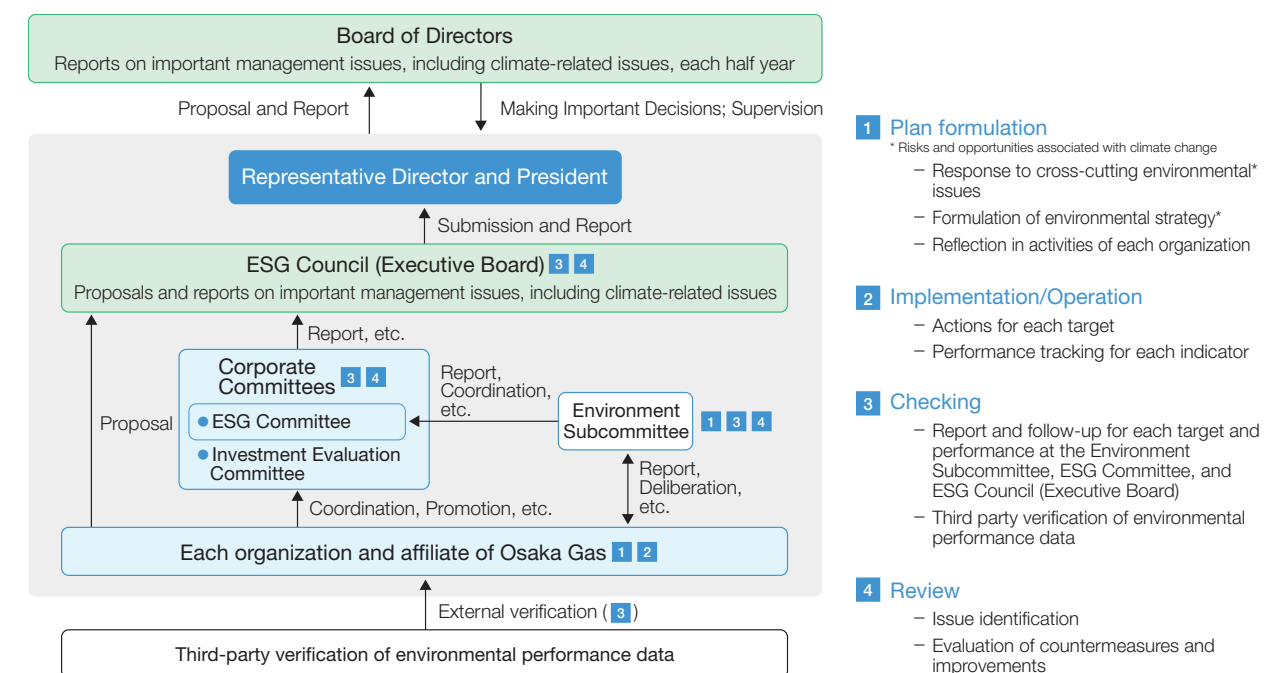 Board of Directors
Reports on important management issues, including climate-related issues, each half year
Proposal and Report
Making Important Decisions; Supervision
Representative Director and President
Submission and Report
ESG Council (Executive Board) 3 4
Proposals and reports on important management issues, including climate-related issues
Report, etc.
Corporate
Committees 3 4
● ESG Committee
● Investment Evaluation
Committee
Proposal
Report,
Coordination,
etc.
Environment
Subcommittee 1 3 4
Report,
Deliberation,
etc.
Coordination, Promotion, etc.
Each organization and affiliate of Osaka Gas 1 2
External verification ( 3 )
Third-party verification of environmental performance data
1 Plan formulation
* Risks and opportunities associated with climate change
– Response to cross-cutting environmental*
issues
– Formulation of environmental strategy*
– Reflection in activities of each organization
2 Implementation/Operation
– Actions for each target
– Performance tracking for each indicator
3 Checking
– Report and follow-up for each target and
performance at the Environment
Subcommittee, ESG Committee, and
ESG Council (Executive Board)
– Third party verification of environmental
performance data
4 Review
– Issue identification
– Evaluation of countermeasures and
improvements